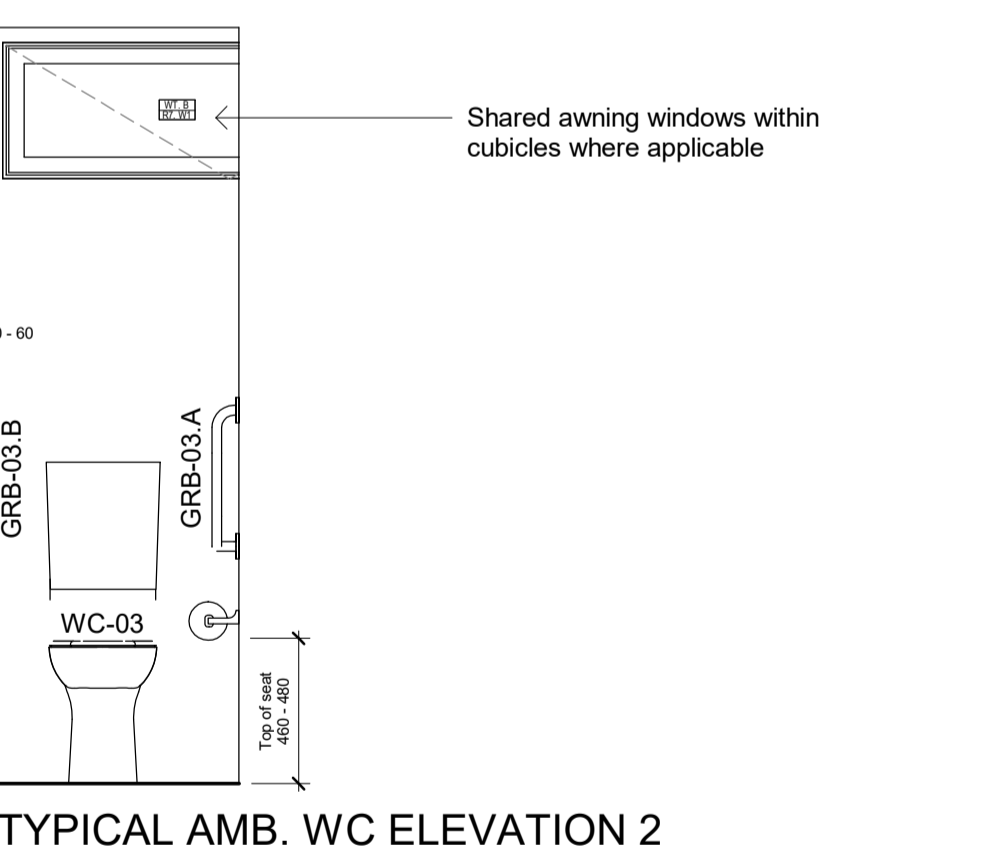 WT. B
R7. W1
Shared awning windows within
cubicles where applicable
- 60
GRB-03.B
GRB-03.A
WC-03
Top of seat
460 - 480
TYPICAL AMB. WC ELEVATION 2